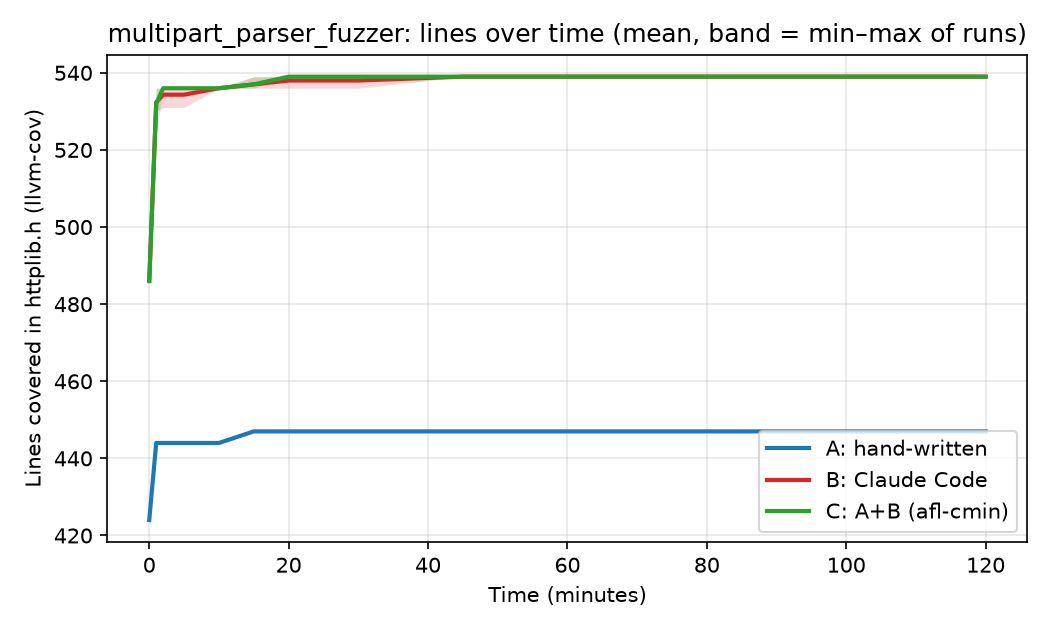 multipart_parser_fuzzer: lines over time (mean, band = min–max of runs)
Lines covered in httplib.h (llvm-cov)
540
520
500
480
460
440
420
A: hand-written
B: Claude Code
C: A+B (afl-cmin)
0 20 40 60 80 100 120
Time (minutes)